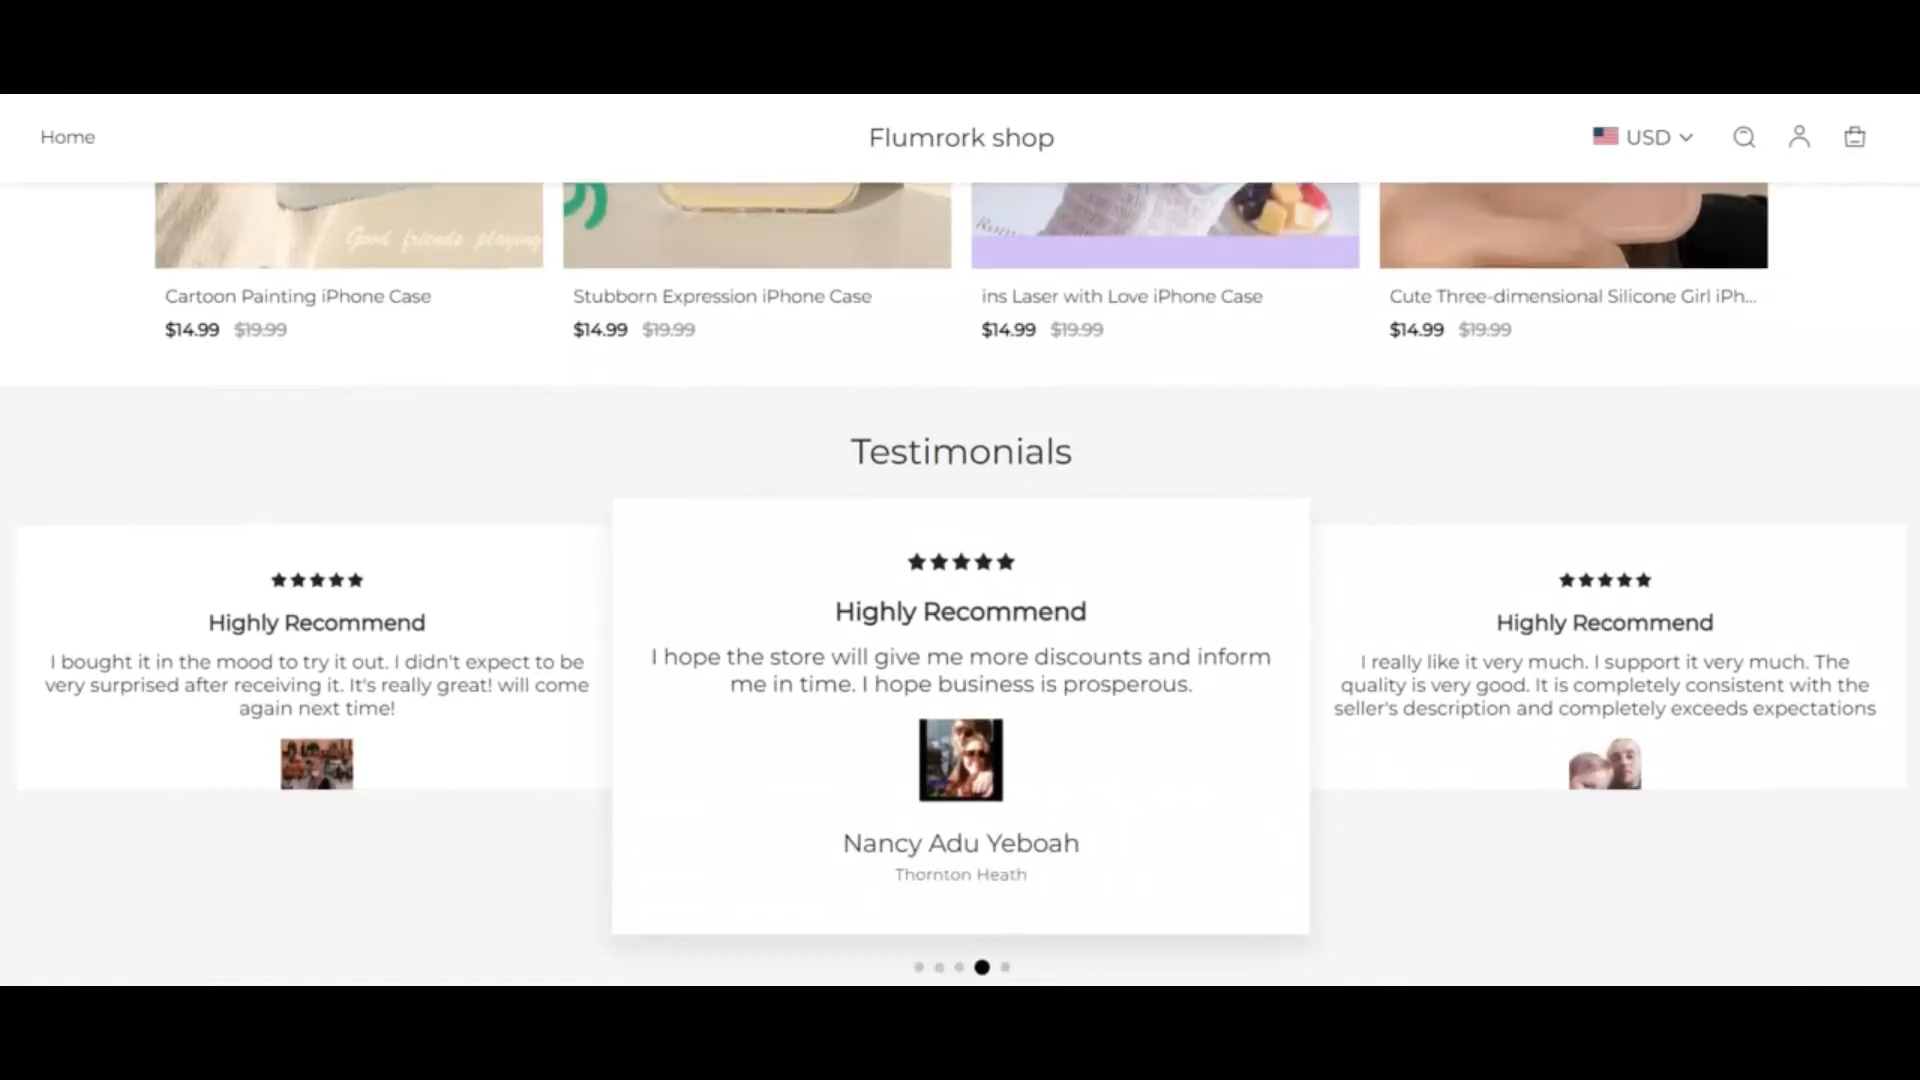 Home
Flumrork shop
USD
Good friends playing
Rom
Cartoon Painting iPhone Case
$14.99 $19.99
Stubborn Expression iPhone Case
$14.99 $19.99
ins Laser with Love iPhone Case
$14.99 $19.99
Cute Three-dimensional Silicone Girl iPh...
$14.99 $19.99
Testimonials
Highly Recommend
I bought it in the mood to try it out. I didn't expect to be
very surprised after receiving it. It's really great! will come
again next time!
Highly Recommend
I hope the store will give me more discounts and inform
me in time. I hope business is prosperous.
Nancy Adu Yeboah
Thornton Heath
Highly Recommend
I really like it very much. I support it very much. The
quality is very good. It is completely consistent with the
seller's description and completely exceeds expectations